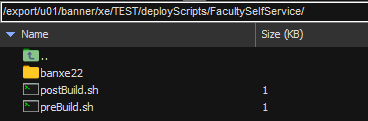 /export/u01/banner/xe/TEST/deployScripts/FacultySelfService/
Name Size (KB)
..
banxe22
postBuild.sh 1
preBuild.sh 1